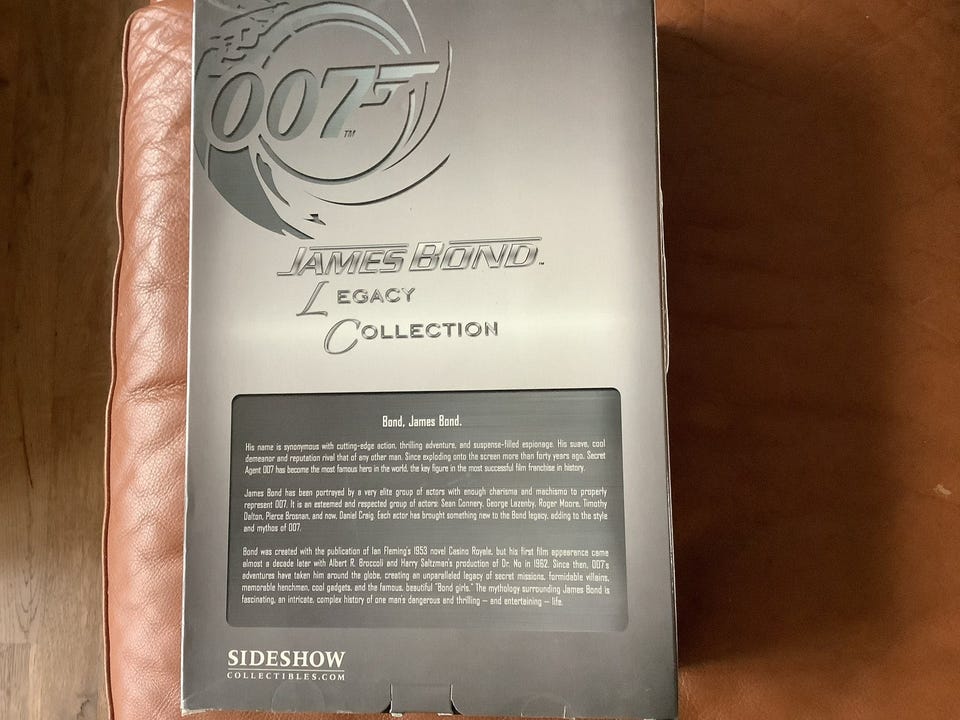 007™
JAMES BOND™
LEGACY
COLLECTION
Bond, James Bond.
His name is synonymous with cutting-edge action, thrilling adventure, and suspense-filled espionage. His suave, cool
demeanor and reputation rival that of any other man. Since exploding onto the screen more than forty years ago, Secret
Agent 007 has become the most famous hero in the world, the key figure in the most successful film franchise in history.
James Bond has been portrayed by a very elite group of actors with enough charisma and machismo to properly
represent 007. It is an esteemed and respected group of actors: Sean Connery, George Lazenby, Roger Moore, Timothy
Dalton, Pierce Brosnan, and now, Daniel Craig. Each actor has brought something new to the Bond legacy, adding to the style
and mythos of 007.
Bond was created with the publication of Ian Fleming's 1953 novel Casino Royale, but his first film appearance came
almost a decade later with Albert R. Broccoli and Harry Saltzman's production of Dr. No in 1962. Since then, 007's
adventures have taken him around the globe, creating an unparalleled legacy of secret missions, formidable villains,
memorable henchmen, cool gadgets, and the famous, beautiful "Bond girls." The mythology surrounding James Bond is
fascinating, an intricate, complex history of one man's dangerous and thrilling — and entertaining — life.
SIDESHOW
COLLECTIBLES.COM